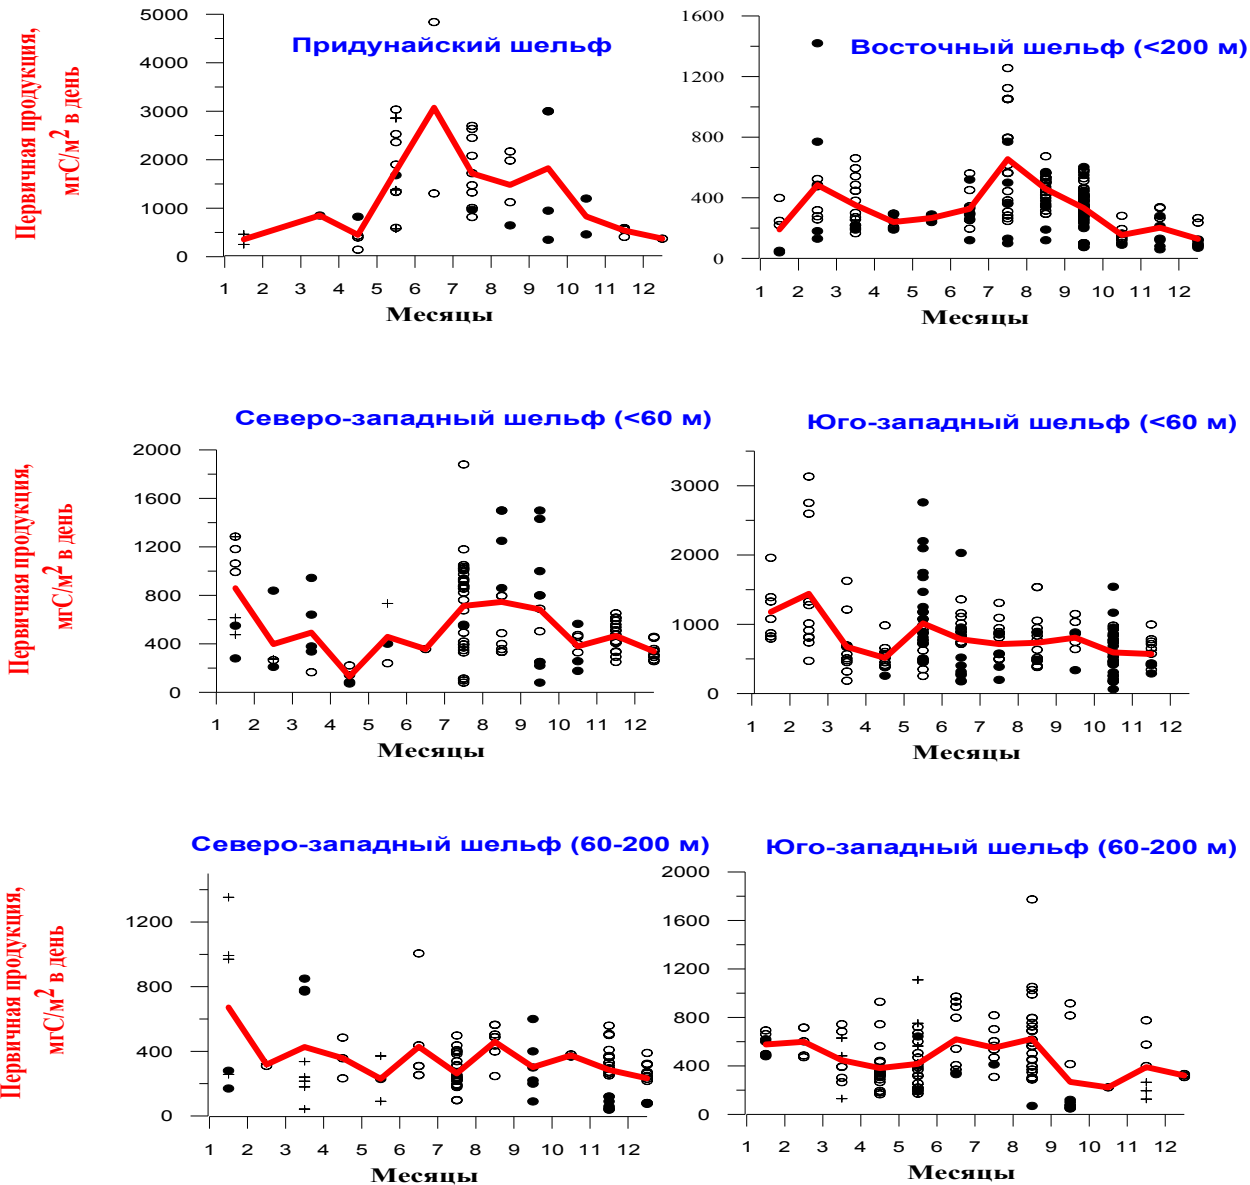 Придунайский шельф
Первичная продукция,
мгС/м2 в день
5000
4000
3000
2000
1000
0
1 2 3 4 5 6 7 8 9 10 11 12
Месяцы
Восточный шельф (<200 м)
1600
1200
800
400
0
1 2 3 4 5 6 7 8 9 10 11 12
Месяцы
Северо-западный шельф (<60 м)
Первичная продукция,
мгС/м2 в день
2000
1600
1200
800
400
0
1 2 3 4 5 6 7 8 9 10 11 12
Месяцы
Юго-западный шельф (<60 м)
3000
2000
1000
0
1 2 3 4 5 6 7 8 9 10 11 12
Месяцы
Северо-западный шельф (60-200 м)
Первичная продукция,
мгС/м2 в день
1200
800
400
0
1 2 3 4 5 6 7 8 9 10 11 12
Месяцы
Юго-западный шельф (60-200 м)
2000
1600
1200
800
400
0
1 2 3 4 5 6 7 8 9 10 11 12
Месяцы